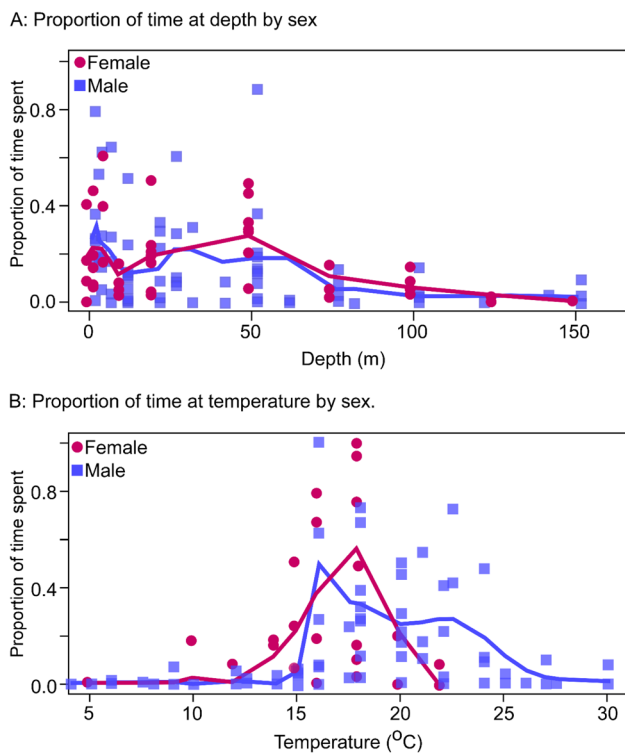 A: Proportion of time at depth by sex
Female
Male
Proportion of time spent
0.8
0.4
0.0
0
50
100
150
Depth (m)
B: Proportion of time at temperature by sex.
Female
Male
Proportion of time spent
0.8
0.4
0.0
5
10
15
20
25
30
Temperature (⁰C)